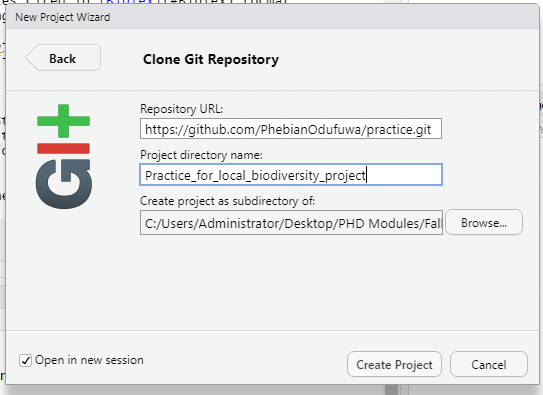 New Project Wizard
Back
Clone Git Repository
Repository URL:
https://github.com/PhebianOdufuwa/practice.git
Project directory name:
Practice_for_local_biodiversity_project
Create project as subdirectory of:
C:/Users/Administrator/Desktop/PHD Modules/Fall
Browse...
Open in new session
Create Project
Cancel